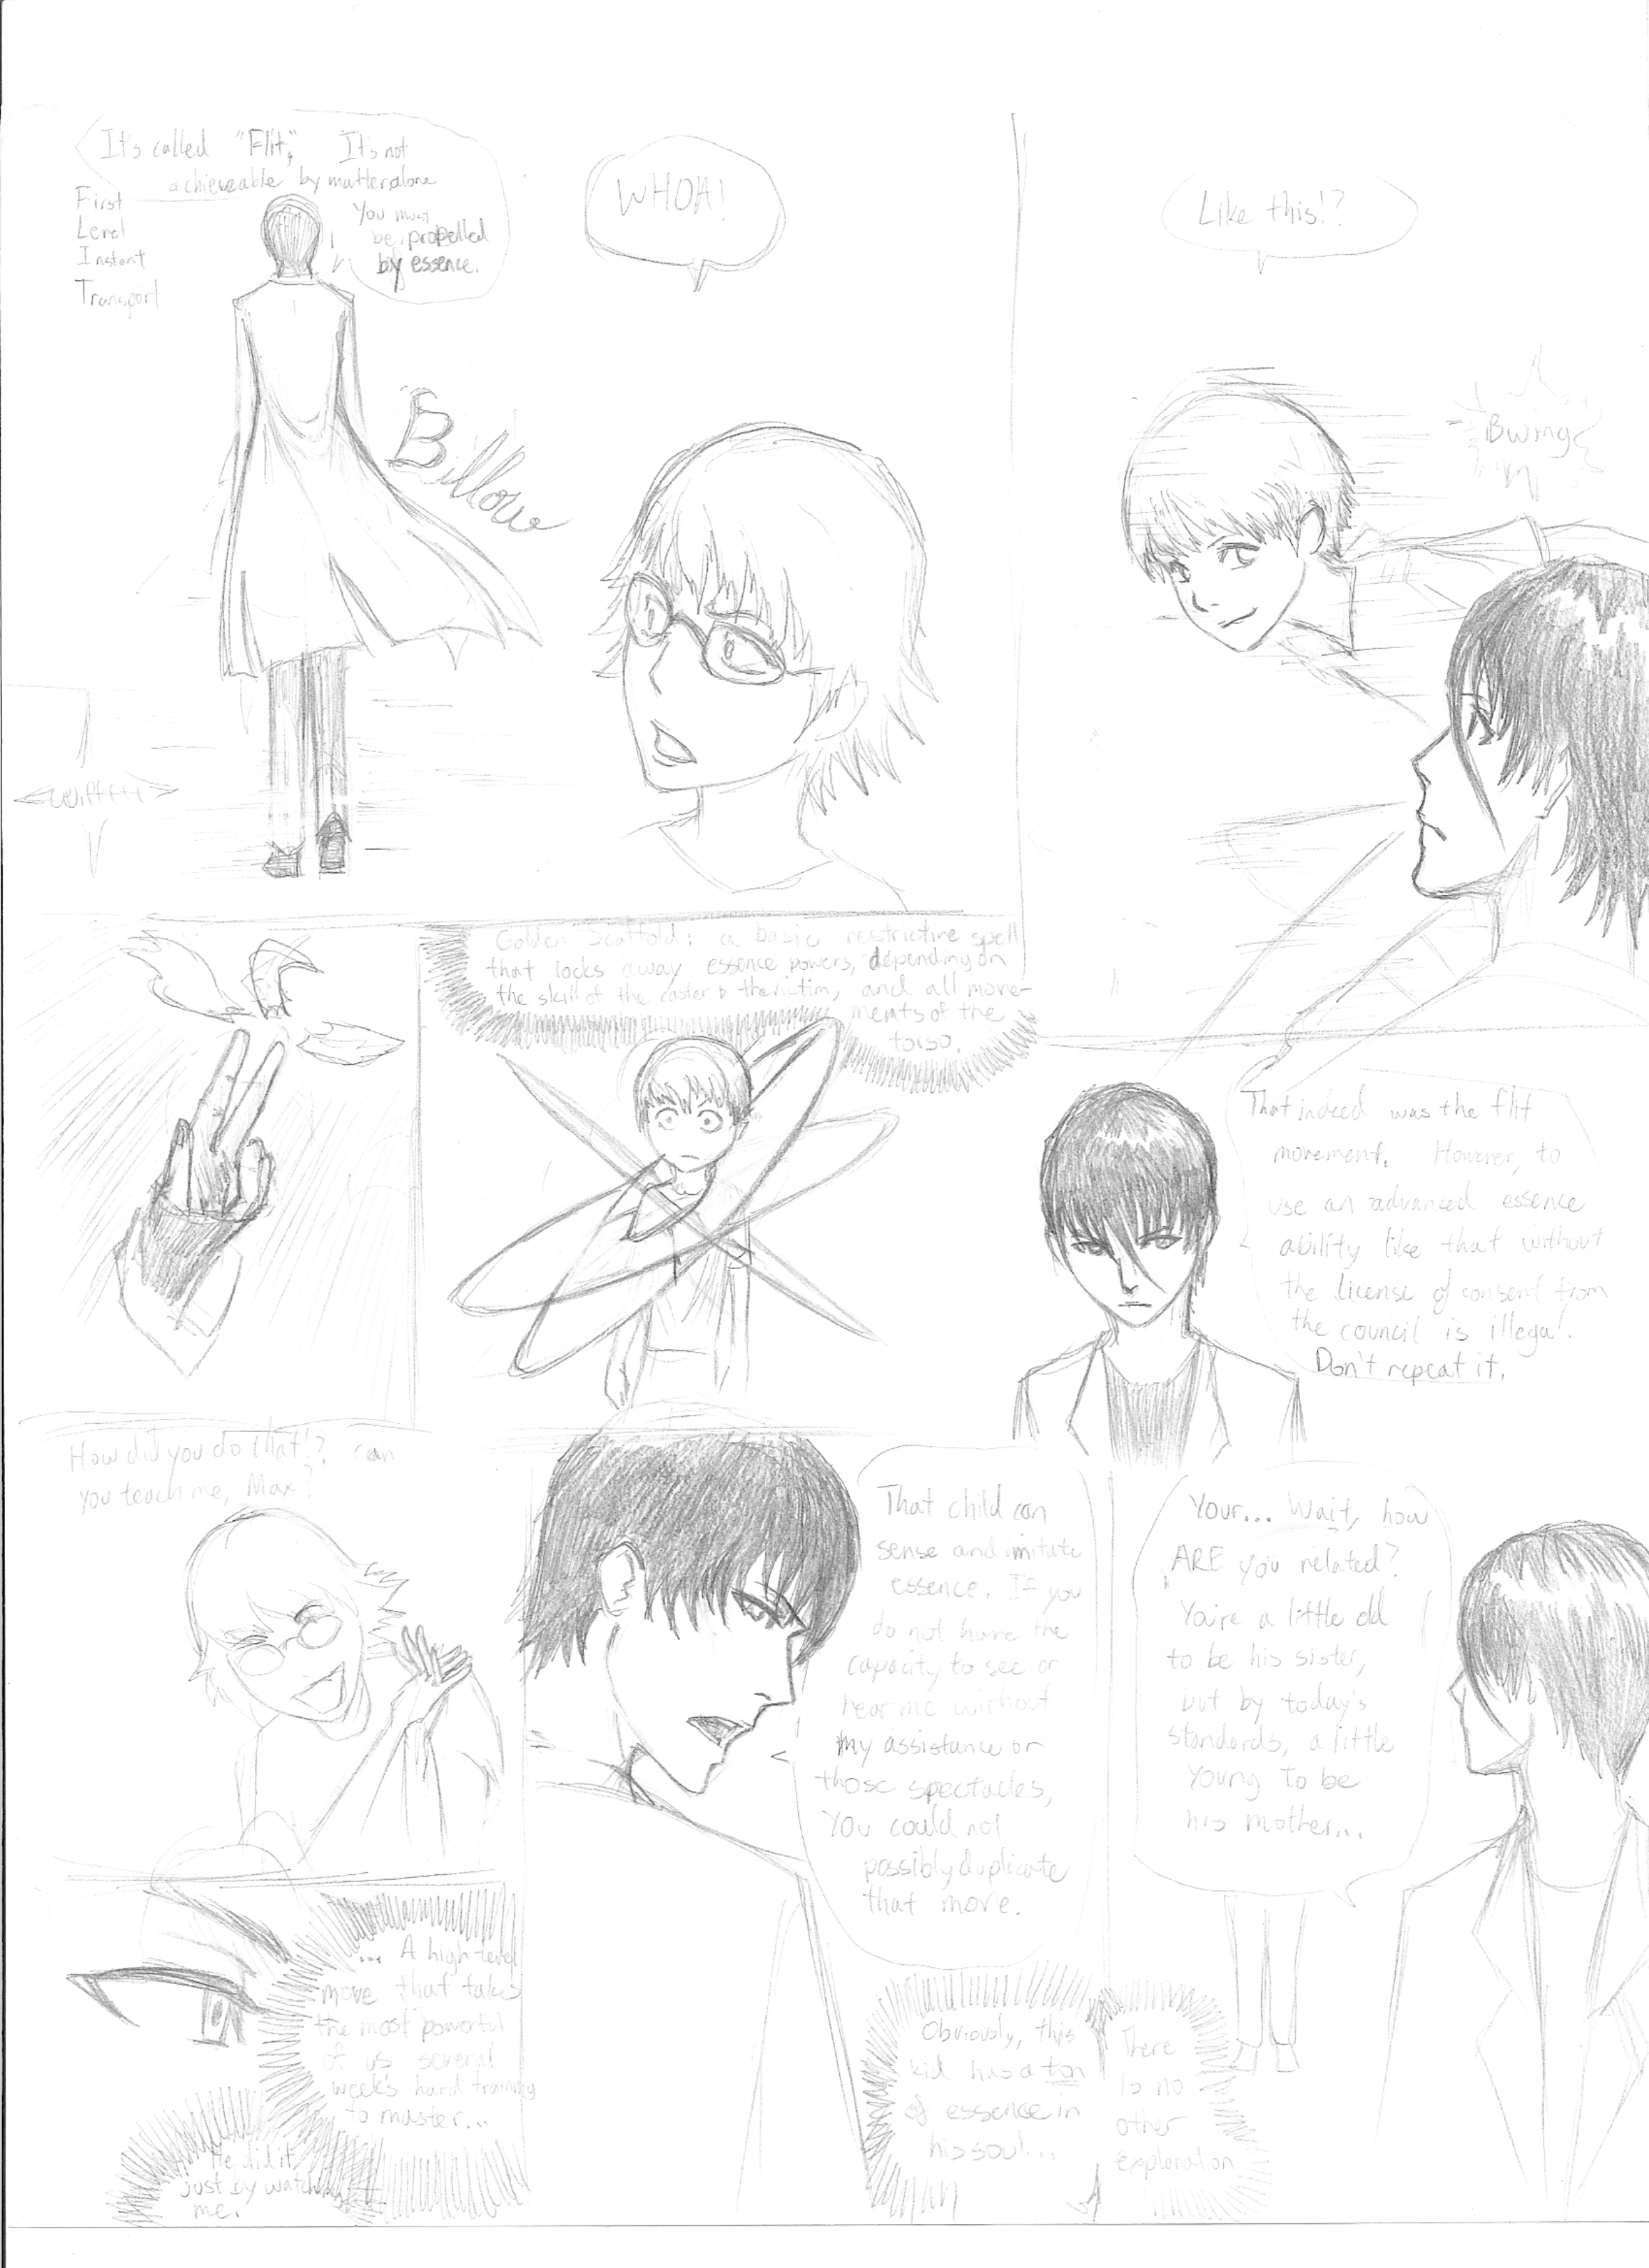 It's called "Flit," It's not
achieveable by matter alone
You must
be propelled
by essence.
First
Level
Instant
Transport
Billow
WHOA!
Like this!?
Bwing
Golden Scaffold: a basic restrictive spell
that locks away essence powers, depending on
the skill of the caster & the victim, and all move-
ments of the
torso.
That indeed was the flit
movement. However, to
use an advanced essence
ability like that without
the license of consent from
the council is illegal.
Don't repeat it.
How did you do that!? can
you teach me, Max?
That child can
sense and imitate
essence. If you
do not have the
capacity to see or
hear me without
my assistance or
those spectacles,
You could not
possibly duplicate
that move.
Your... Wait, how
ARE you related?
You're a little old
to be his sister,
but by today's
standards, a little
young to be
his mother...
... A high-level
move that takes
the most powerful
of us several
week's hard training
to muster...
He did it
just by watching
me.
Obviously, this
kid has a ton
of essence in
his soul...
There
is no
other
exploration